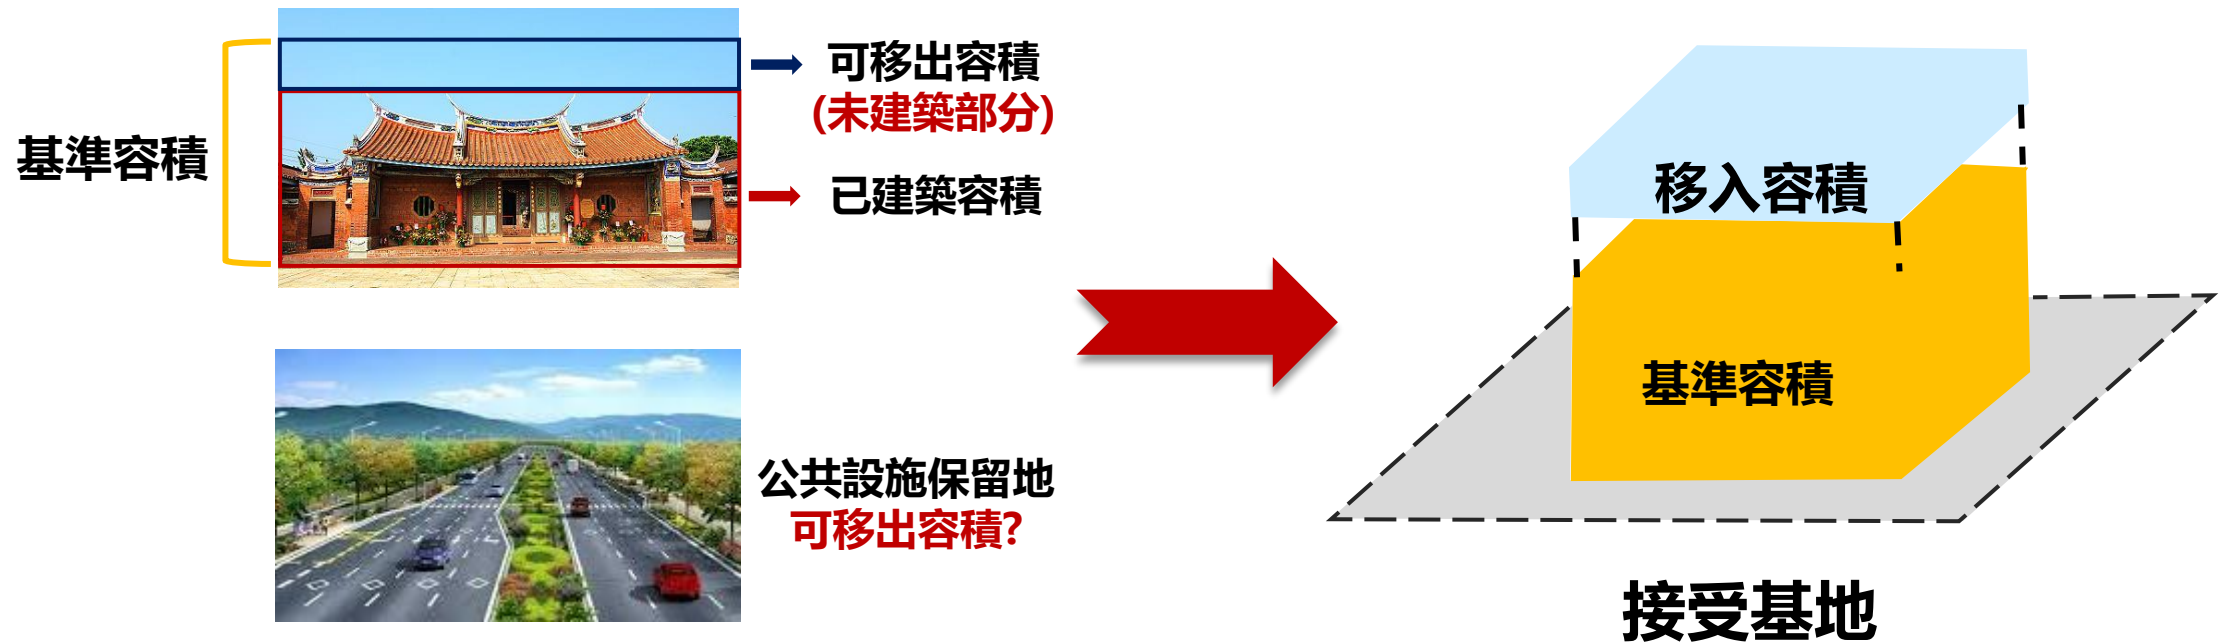 基準容積
可移出容積
(未建築部分)
已建築容積
公共設施保留地
可移出容積?
移入容積
基準容積
接受基地